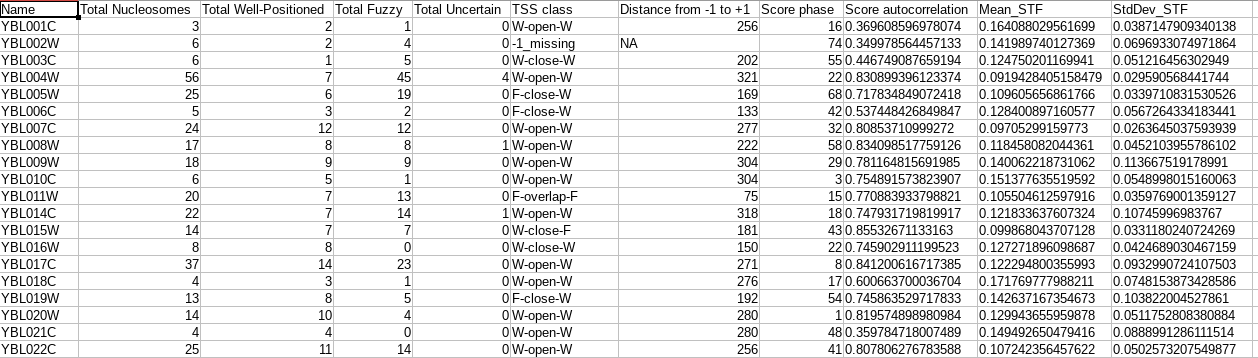 Name Total Nucleosomes Total Well-Positioned Total Fuzzy Total Uncertain TSS class Distance from -1 to +1 Score phase Score autocorrelation Mean_STF StdDev_STF
YBL001C 3 2 1 0 W-open-W 256 16 0.369608596978074 0.164088029561699 0.0387147909340138
YBL002W 6 2 4 0 -1_missing NA 74 0.349978564457133 0.141989740127369 0.0696933074971864
YBL003C 6 1 5 0 W-close-W 202 55 0.446749087659194 0.124750201169941 0.051216456302949
YBL004W 56 7 45 4 W-open-W 321 22 0.830899396123374 0.0919428405158479 0.029590568441744
YBL005W 25 6 19 0 F-close-W 169 68 0.717834849072418 0.109605656861766 0.0339710831530526
YBL006C 5 3 2 0 F-close-W 133 42 0.537448426849847 0.128400897160577 0.0567264334183441
YBL007C 24 12 12 0 W-open-W 277 32 0.80853710999272 0.09705299159773 0.0263645037593939
YBL008W 17 8 8 1 W-open-W 222 58 0.834098517759126 0.118458082044361 0.0452103955786102
YBL009W 18 9 9 0 W-open-W 304 29 0.781164815691985 0.140062218731062 0.113667519178991
YBL010C 6 5 1 0 W-open-W 304 3 0.754891573823907 0.151377635519592 0.0548998015160063
YBL011W 20 7 13 0 F-overlap-F 75 15 0.770883933798821 0.105504612597916 0.0359769001359127
YBL014C 22 7 14 1 W-open-W 318 18 0.747931719819917 0.121833637607324 0.10745996983767
YBL015W 14 7 7 0 W-close-F 181 43 0.85532671133163 0.099868043707128 0.0331180240724269
YBL016W 8 8 0 0 W-close-W 150 22 0.745902911199523 0.127271896098687 0.0424689030467159
YBL017C 37 14 23 0 W-open-W 271 8 0.841200616717385 0.122294800355993 0.0932990724107503
YBL018C 4 3 1 0 W-open-W 276 17 0.600663700036704 0.171769777988211 0.0748153873428586
YBL019W 13 8 5 0 F-close-W 192 54 0.745863529717833 0.142637167354673 0.103822004527861
YBL020W 14 10 4 0 W-open-W 280 1 0.819574898980984 0.129943655959878 0.0511752808380884
YBL021C 4 4 0 0 W-open-W 280 48 0.359784718007489 0.149492650479416 0.0888991286111514
YBL022C 25 11 14 0 W-open-W 256 41 0.807806276783588 0.107242356457622 0.0502573207549877